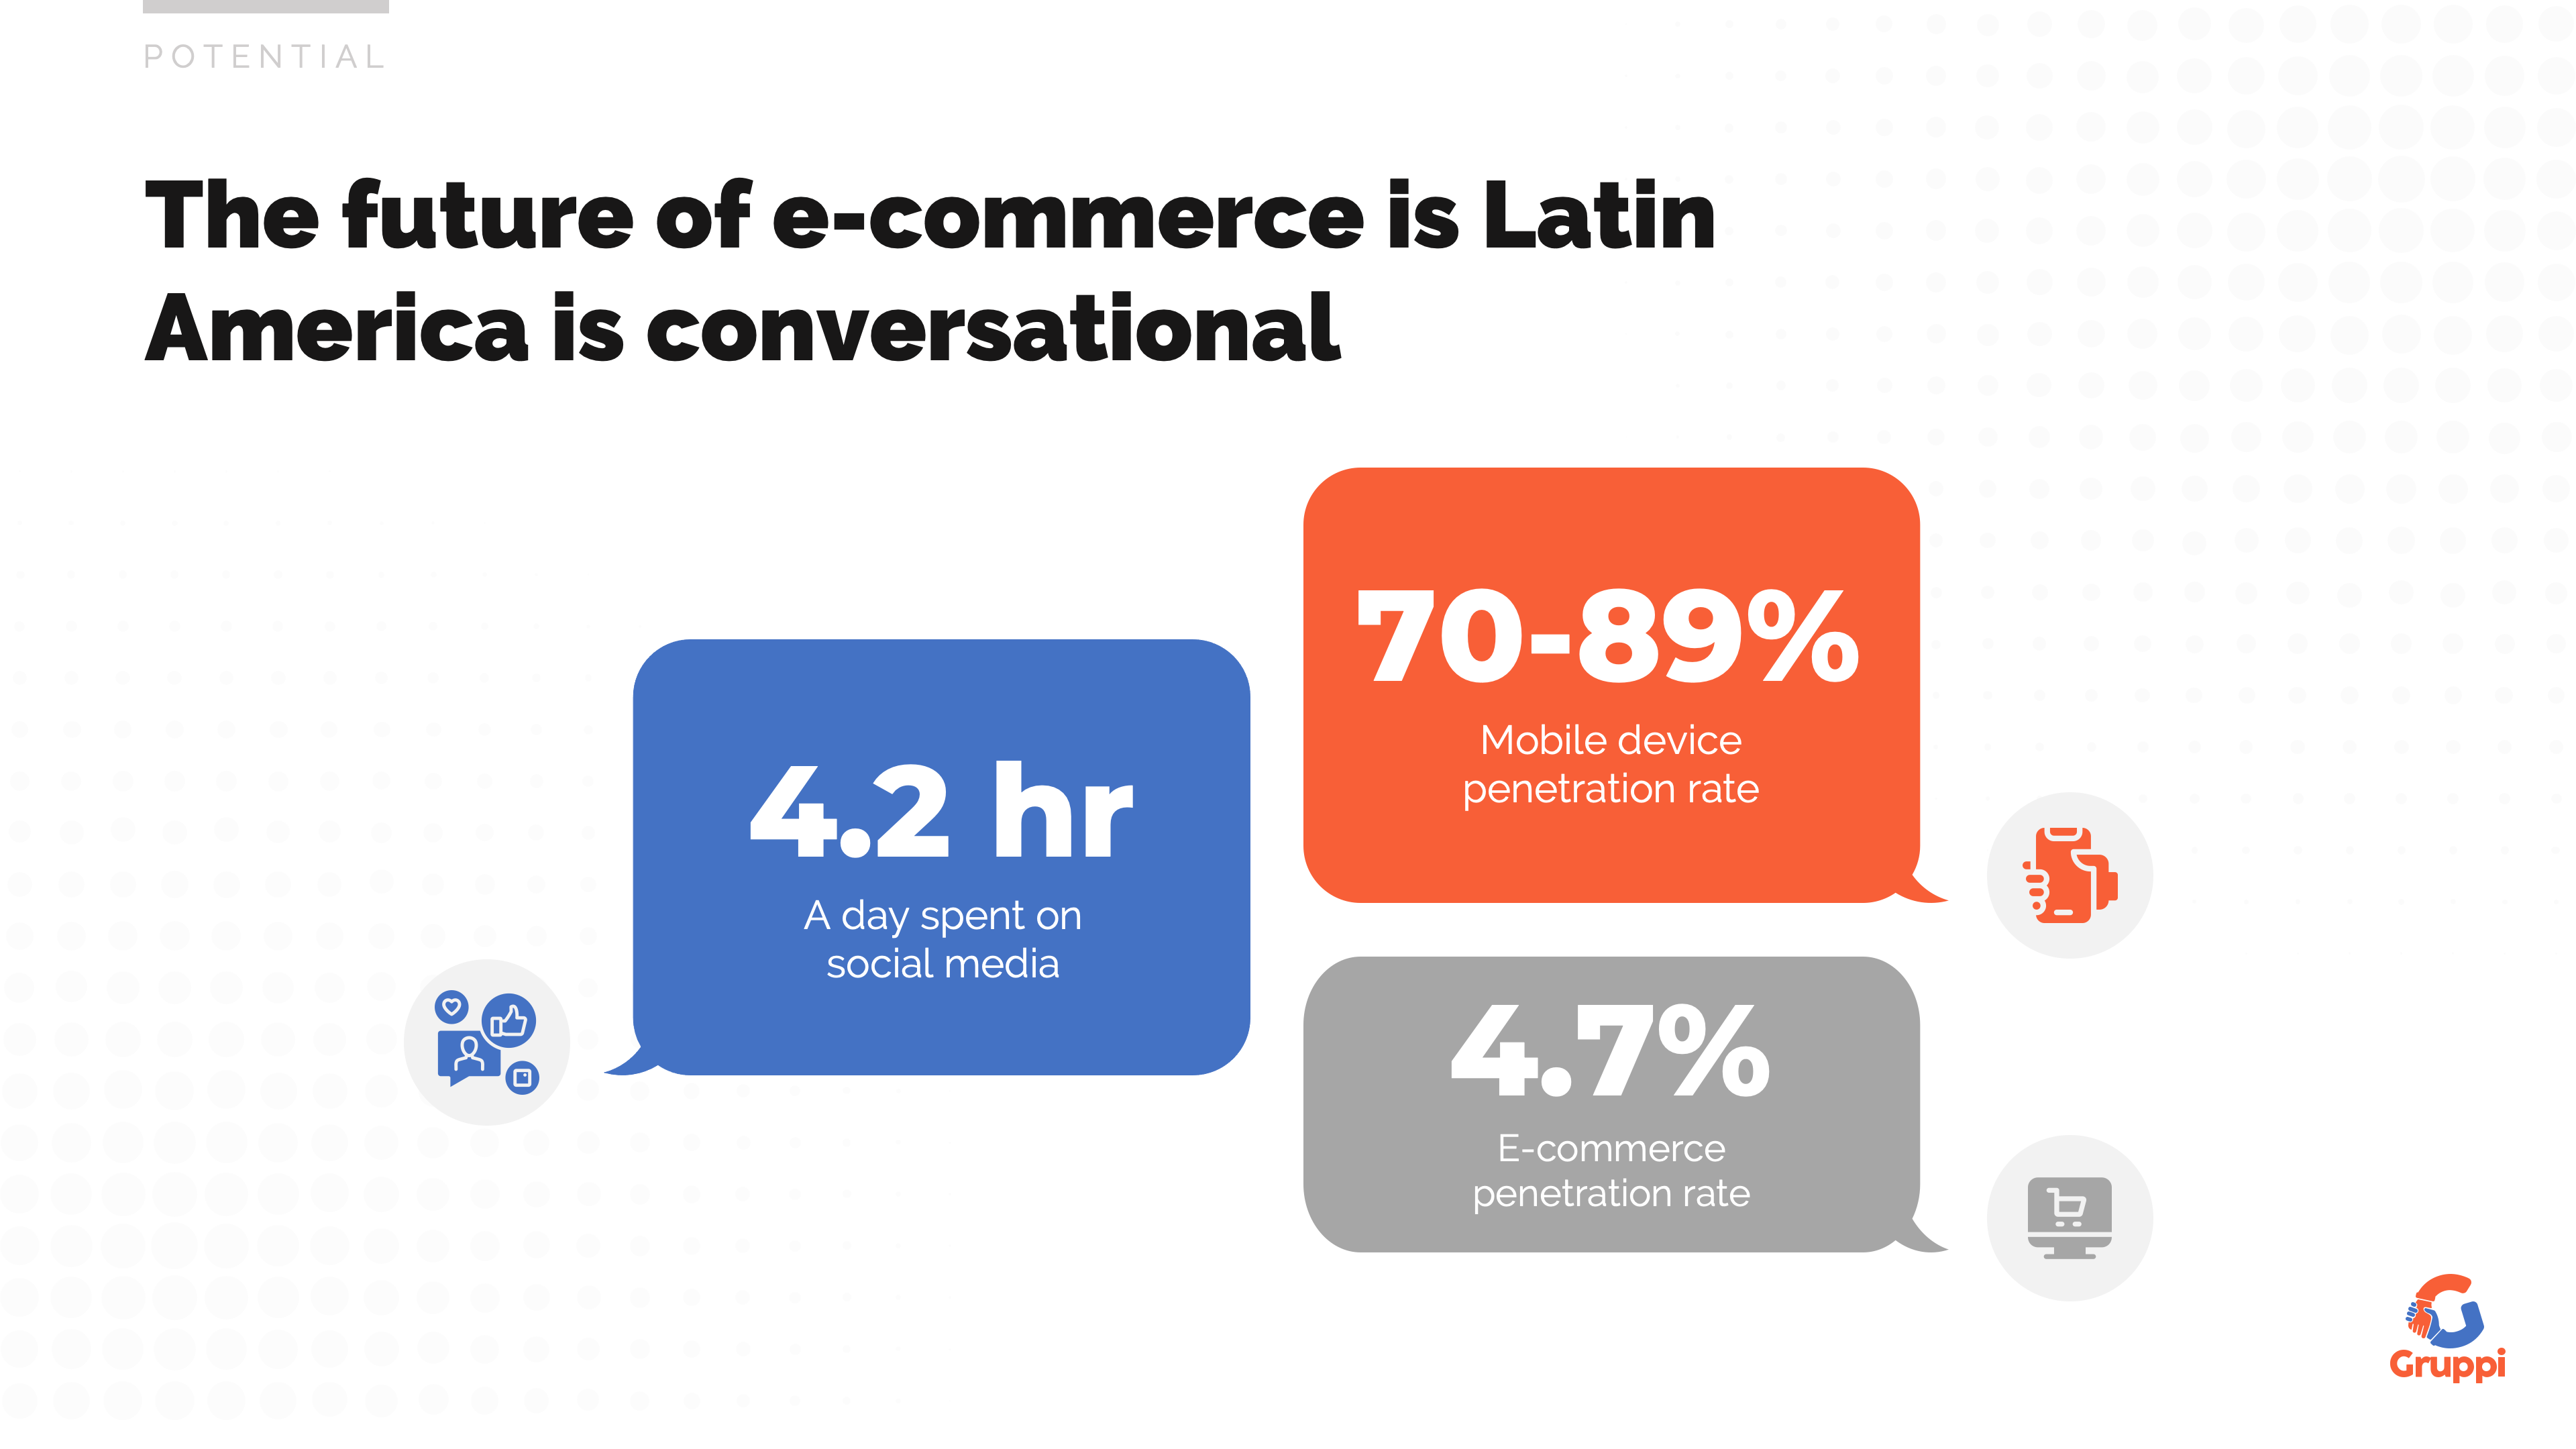 POTENTIAL
The future of e-commerce is Latin
America is conversational
4.2 hr
A day spent on
social media
70-89%
Mobile device
penetration rate
4.7%
E-commerce
penetration rate
Gruppi